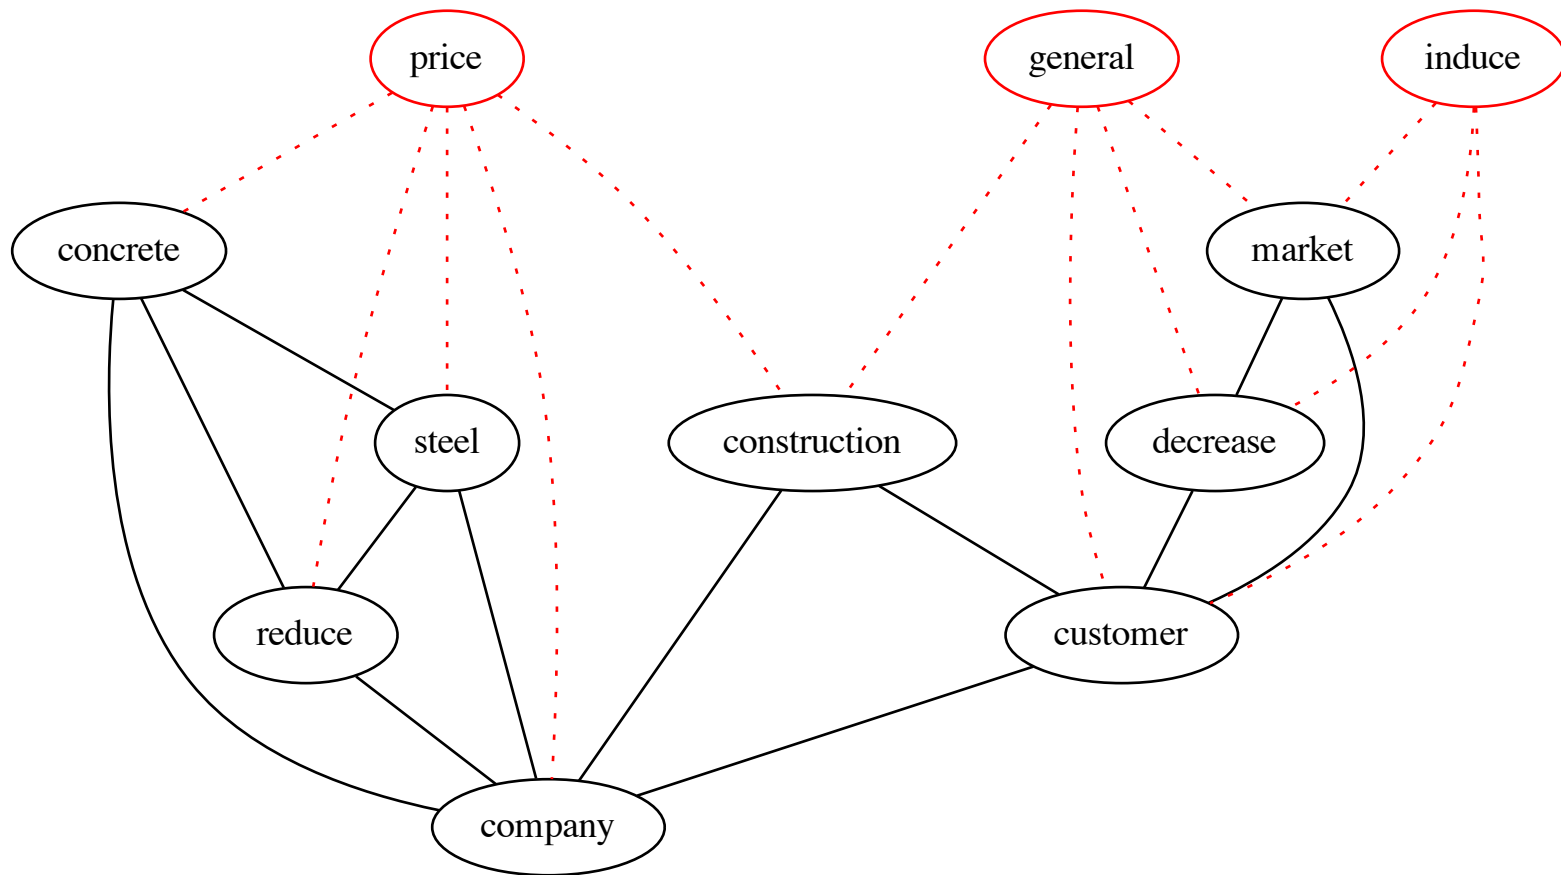 price
general
induce
concrete
market
steel
construction
decrease
reduce
customer
company